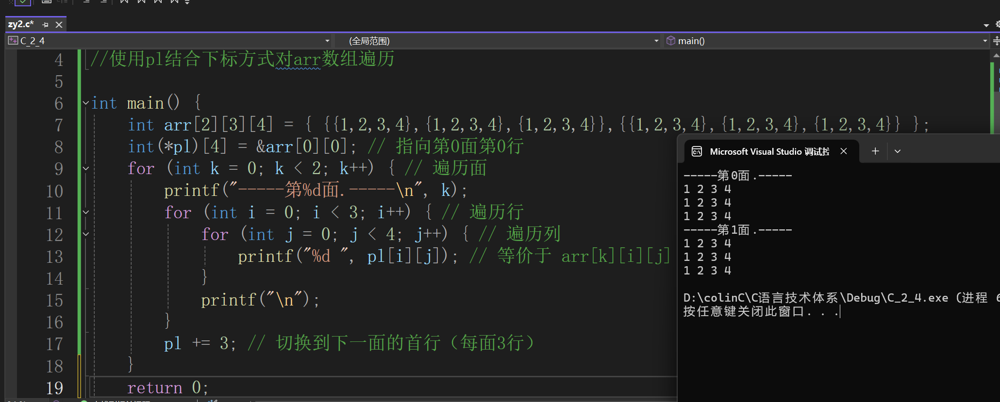 zy2.c*
C_2_4
(全局范围)
main()
4 //使用pl结合下标方式对arr数组遍历
5
6 int main() {
7 int arr[2][3][4] = { {{1,2,3,4},{1,2,3,4},{1,2,3,4}},{{1,2,3,4},{1,2,3,4},{1,2,3,4}} };
8 int(*pl)[4] = &arr[0][0]; // 指向第0面第0行
9 for (int k = 0; k < 2; k++) { // 遍历面
10 printf("-----第%d面.-----\n", k);
11 for (int i = 0; i < 3; i++) { // 遍历行
12 for (int j = 0; j < 4; j++) { // 遍历列
13 printf("%d ", pl[i][j]); // 等价于 arr[k][i][j]
14 }
15 printf("\n");
16 }
17 pl += 3; // 切换到下一面的首行（每面3行）
18 }
19 return 0;
Microsoft Visual Studio 调试控
-----第0面.-----
1 2 3 4
1 2 3 4
1 2 3 4
-----第1面.-----
1 2 3 4
1 2 3 4
1 2 3 4
D:\colinC\C语言技术体系\Debug\C_2_4.exe (进程 6
按任意键关闭此窗口. . .